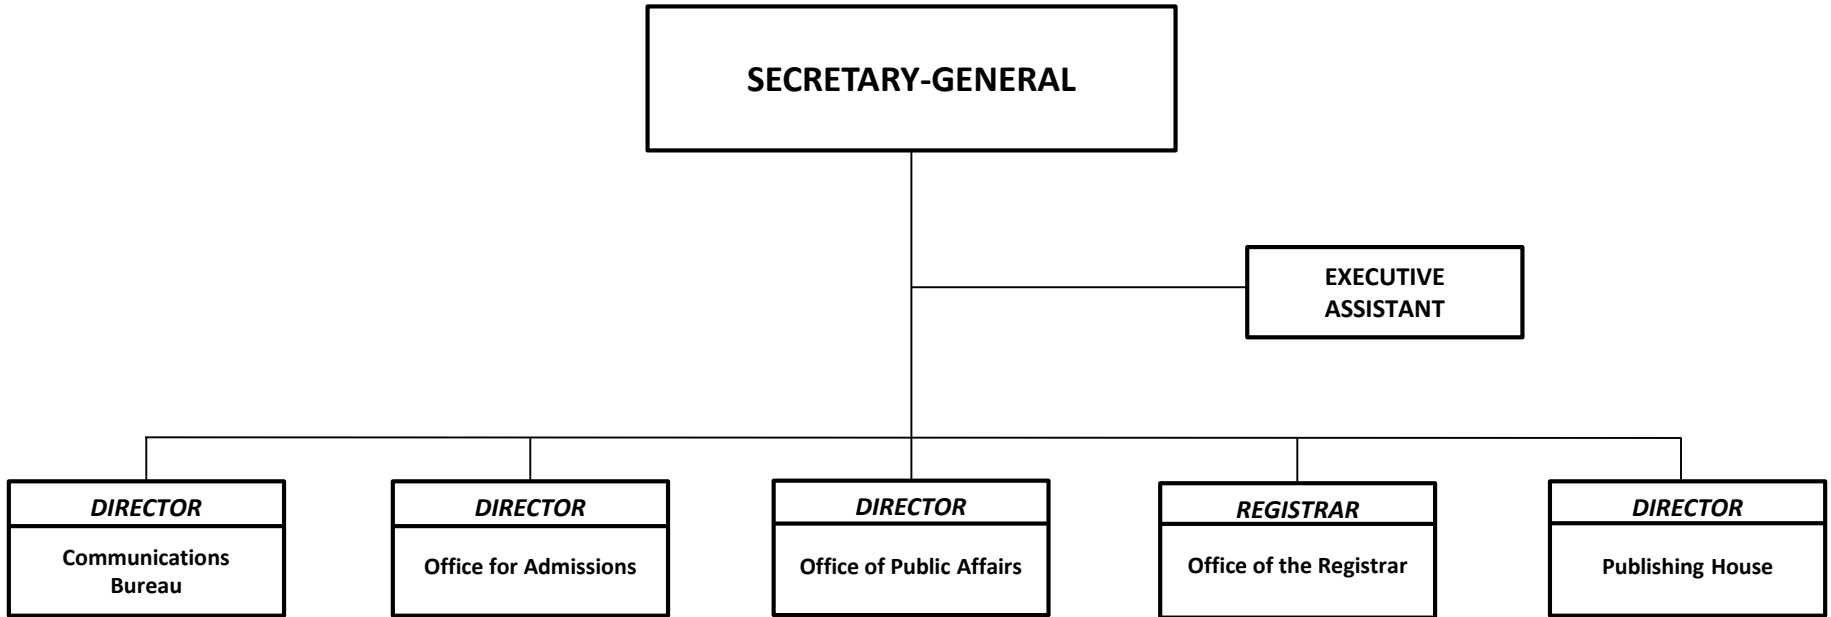 SECRETARY-GENERAL
EXECUTIVE
ASSISTANT
DIRECTOR
Communications
Bureau
DIRECTOR
Office for Admissions
DIRECTOR
Office of Public Affairs
REGISTRAR
Office of the Registrar
DIRECTOR
Publishing House